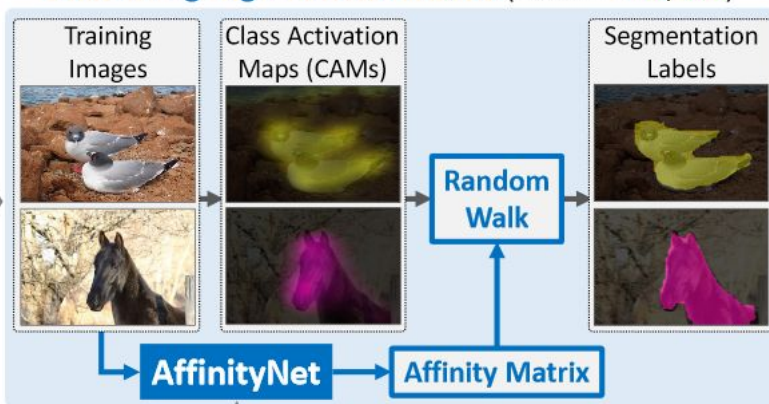 Training
Images
Class Activation
Maps (CAMs)
Segmentation
Labels
Random
Walk
AffinityNet
Affinity Matrix